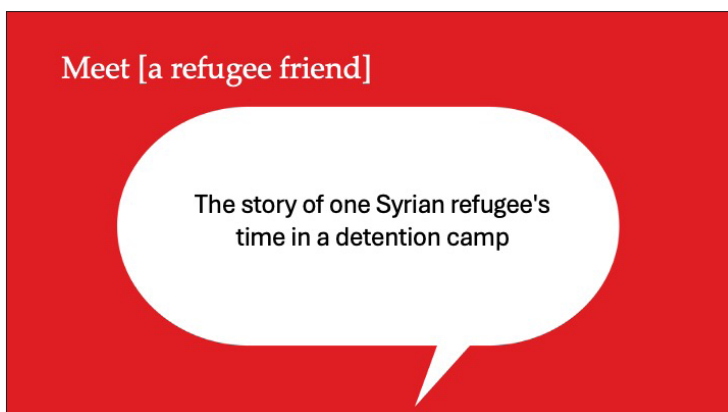 Meet [a refugee friend]
The story of one Syrian refugee's
time in a detention camp